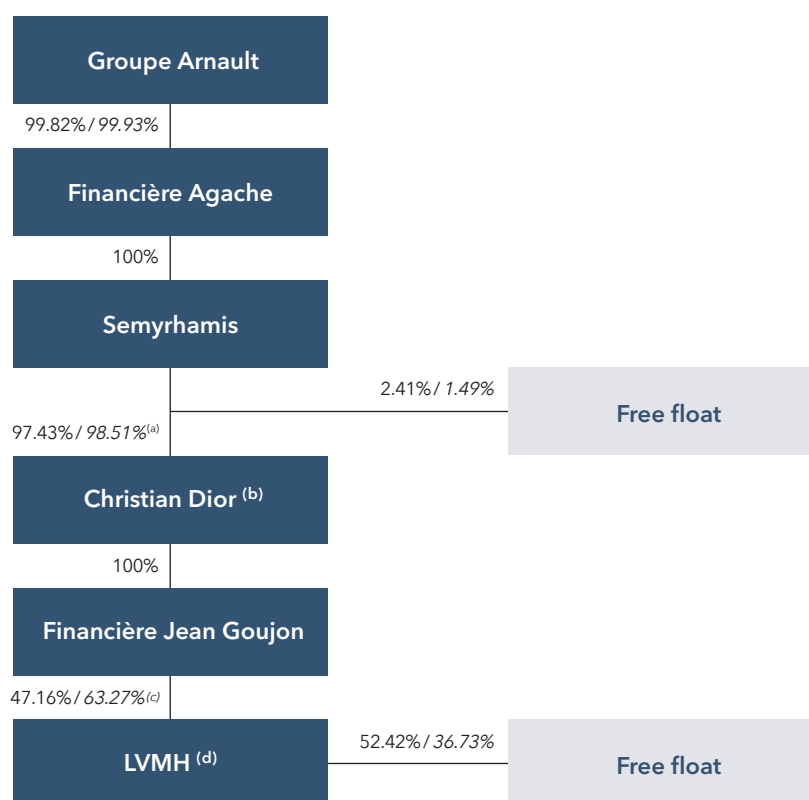 Groupe Arnault
99.82% / 99.93%
Financière Agache
100%
Semyrhamis
2.41% / 1.49%
Free float
97.43% / 98.51%(a)
Christian Dior (b)
100%
Financière Jean Goujon
47.16% / 63.27%(c)
52.42% / 36.73%
LVMH (d)
Free float